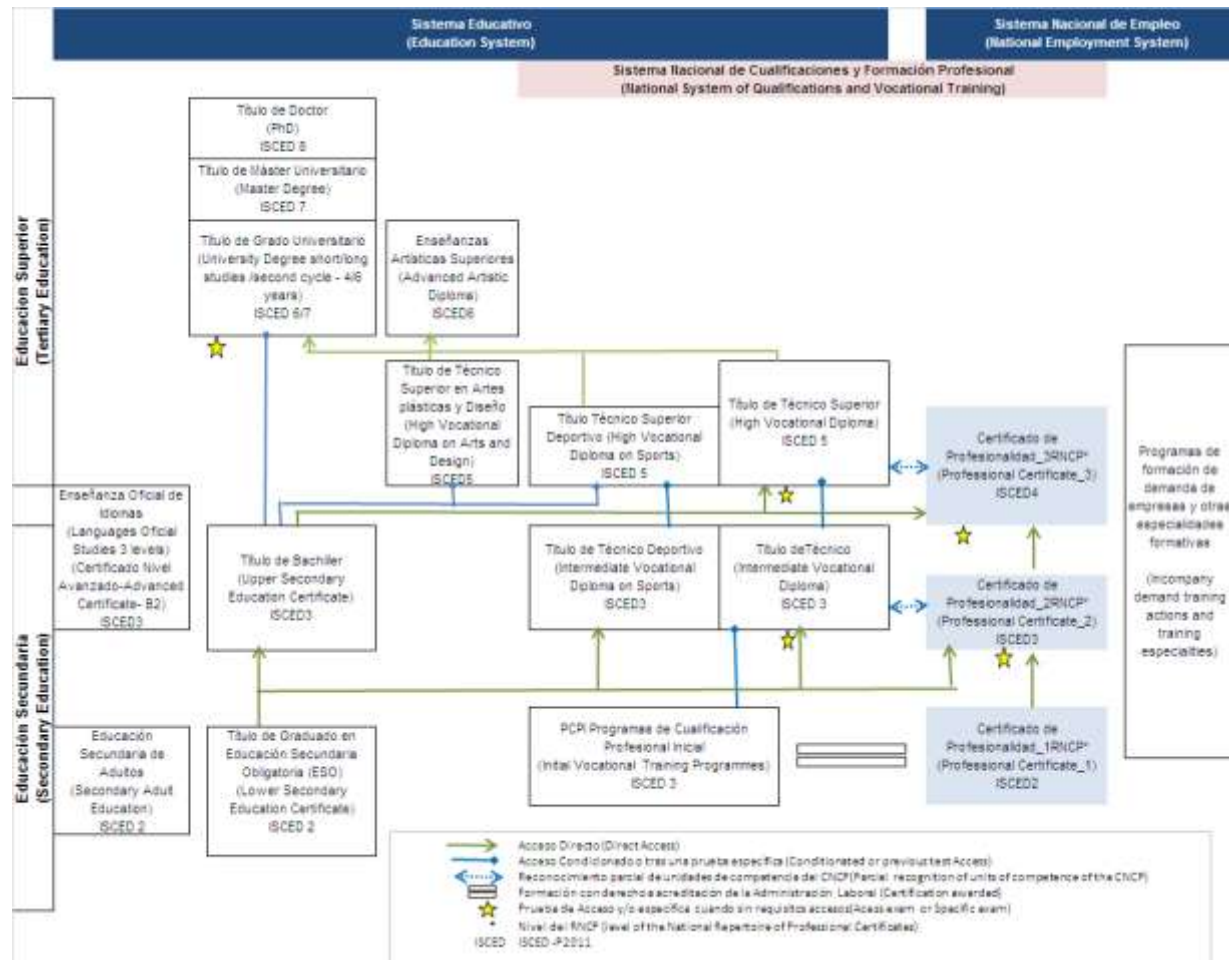 Sistema Educativo
(Education System)
Sistema Nacional de Empleo
(National Employment System)
Sistema Nacional de Cualificaciones y Formación Profesional
(National System of Qualifications and Vocational Training)
Educacion Superior
(Tertiary Education)
Educación Secundaria
(Secondary Education)
Título de Doctor
(PhD)
ISCED 8
Título de Máster Universitario
(Master Degree)
ISCED 7
Título de Grado Universitario
(University Degree short/long
studies /second cycle - 4/6
years)
ISCED 6/7
Enseñanzas
Artísticas Superiores
(Advanced Artistic
Diploma)
ISCED6
Título de Técnico
Superior en Artes
plásticas y Diseño
(High Vocational
Diploma on Arts and
Design)
ISCED5
Título Técnico Superior
Deportivo (High Vocational
Diploma on Sports)
ISCED 5
Título de Técnico Superior
(High Vocational Diploma)
ISCED 5
Certificado de
Profesionalidad_3RNCP*
(Professional Certificate_3)
ISCED4
Programas de
formación de
demanda de
empresas y otras
especialidades
formativas
(Incompany
demand training
actions and
training
especialities)
Enseñanza Oficial de
Idiomas
(Languages Oficial
Studies 3 levels)
(Certificado Nivel
Avanzado-Advanced
Certificate- B2)
ISCED3
Título de Bachiller
(Upper Secondary
Education Certificate)
ISCED3
Título de Técnico Deportivo
(Intermediate Vocational
Diploma on Sports)
ISCED3
Título deTécnico
(Intermediate Vocational
Diploma)
ISCED 3
Certificado de
Profesionalidad_2RNCP*
(Professional Certificate_2)
ISCED3
Educación
Secundaria de
Adultos
(Secondary Adult
Education)
ISCED 2
Título de Graduado en
Educación Secundaria
Obligatoria (ESO)
(Lower Secondary
Education Certificate)
ISCED 2
PCPI Programas de Cualificación
Profesional Inicial
(Initial Vocational Training Programmes)
ISCED 3
Certificado de
Profesionalidad_1RNCP*
(Professional Certificate_1)
ISCED2
Acceso Directo (Direct Access)
Acceso Condicionado o tras una prueba específica (Conditionated or previous test Access)
Reconocimiento parcial de unidades de competencia del CNCP(Parcial recognition of units of competence of the CNCP)
Formación con derecho a acreditación de la Administración Laboral (Certification awarded)
Prueba de Acceso y/o específica cuando sin requisitos accesos(Acess exam or Specific exam)
* Nivel del RNCP (level of the National Repertoire of Professional Certificates)
ISCED ISCED -P2011